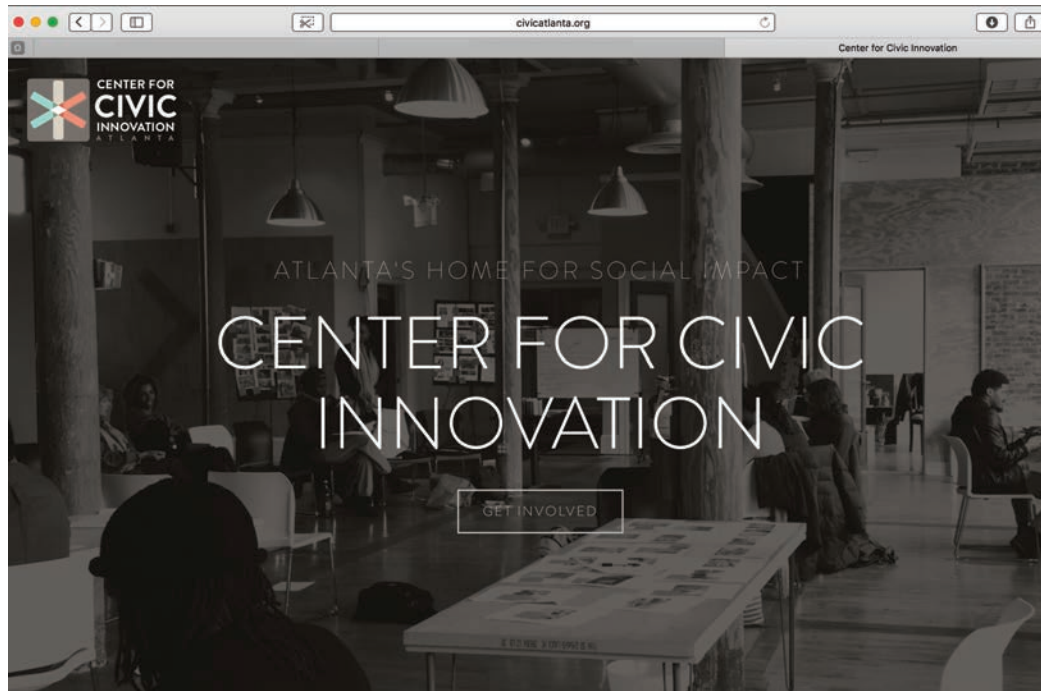 civicatlanta.org
Center for Civic Innovation
CENTER FOR
CIVIC
INNOVATION
ATLANTA
ATLANTA'S HOME FOR SOCIAL IMPACT
CENTER FOR CIVIC
INNOVATION
GET INVOLVED